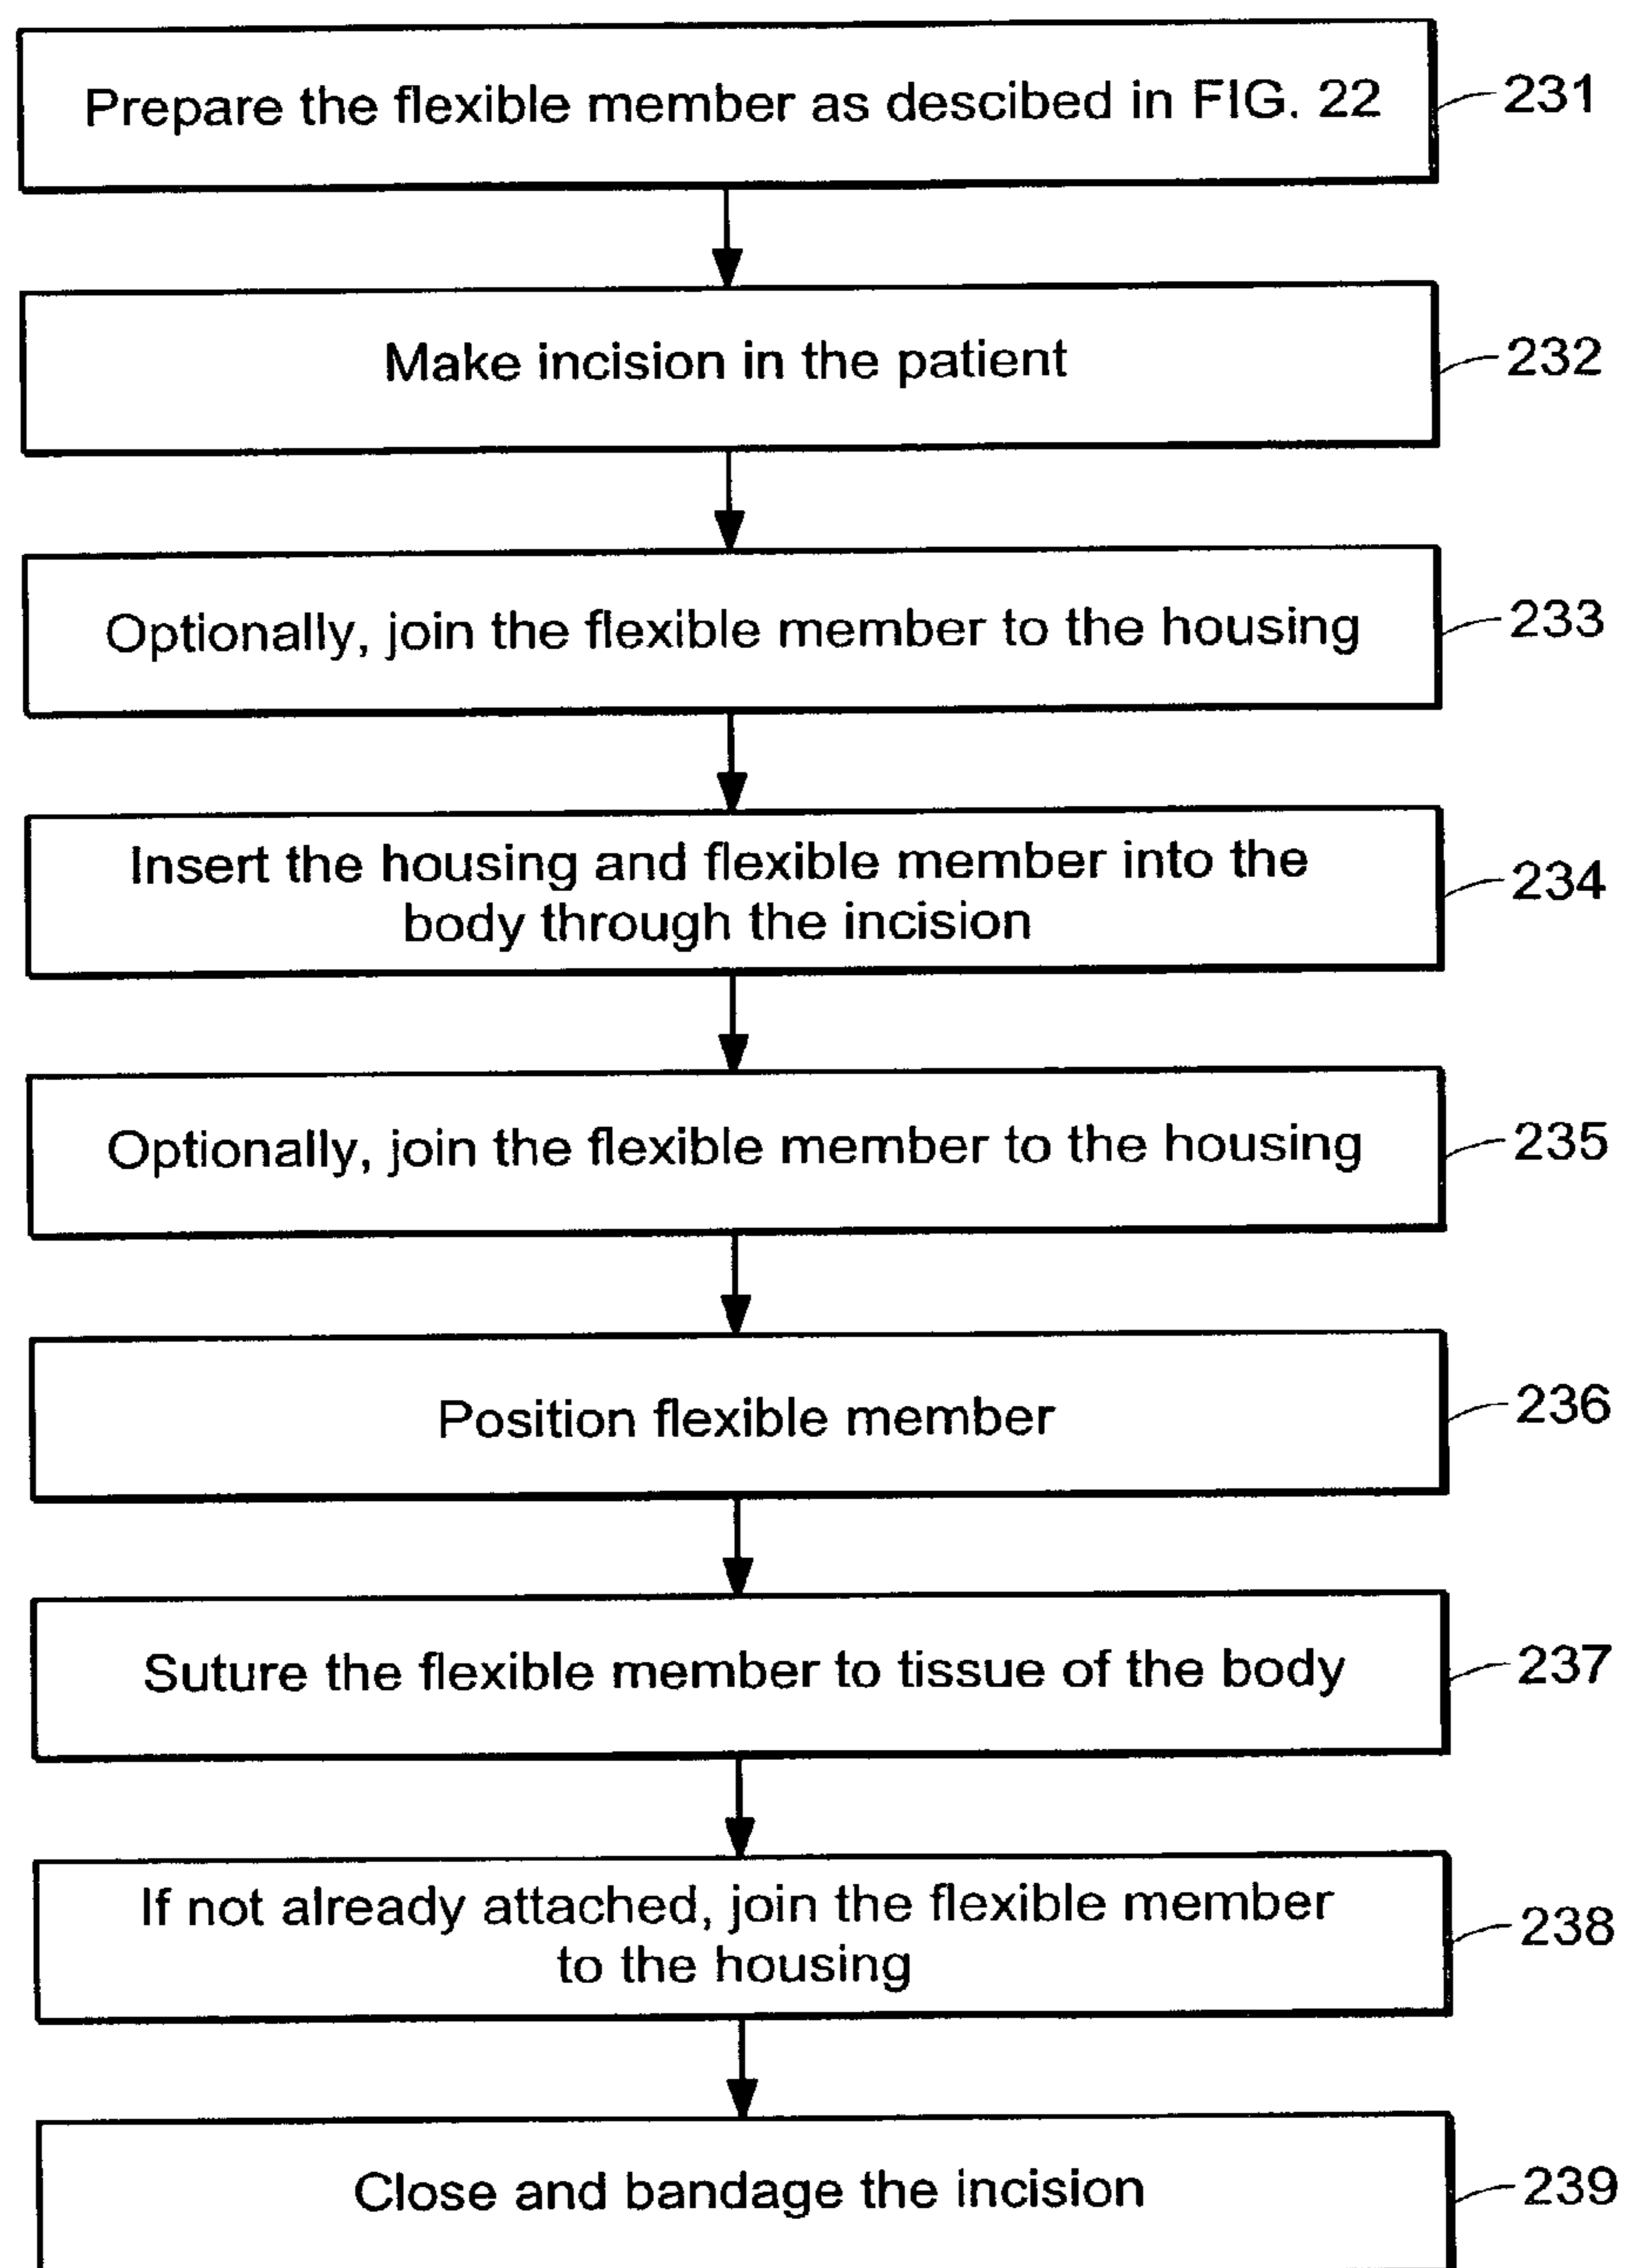 Prepare the flexible member as descibed in FIG. 22
231
Make incision in the patient
232
Optionally, join the flexible member to the housing
233
Insert the housing and flexible member into the
body through the incision
234
Optionally, join the flexible member to the housing
235
Position flexible member
236
Suture the flexible member to tissue of the body
237
If not already attached, join the flexible member
to the housing
238
Close and bandage the incision
239